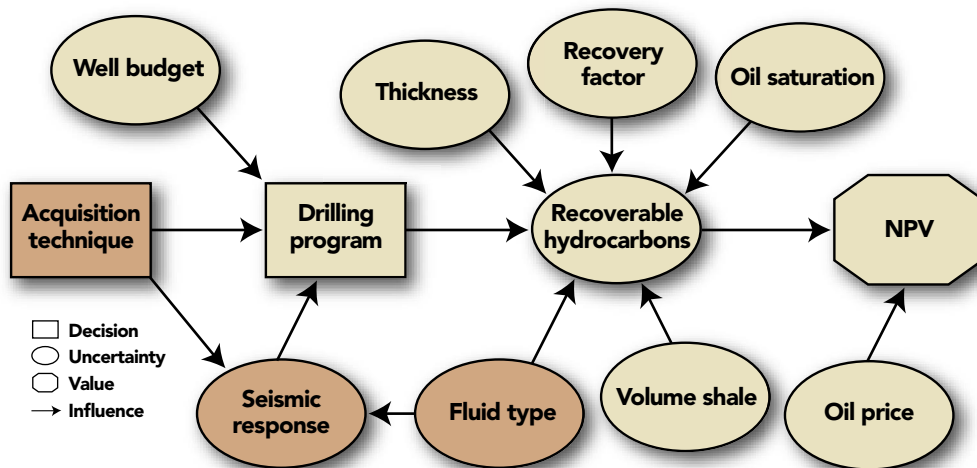 Well budget
Thickness
Recovery
factor
Oil saturation
Acquisition
technique
Drilling
program
Recoverable
hydrocarbons
NPV
Decision
Uncertainty
Value
Influence
Seismic
response
Fluid type
Volume shale
Oil price